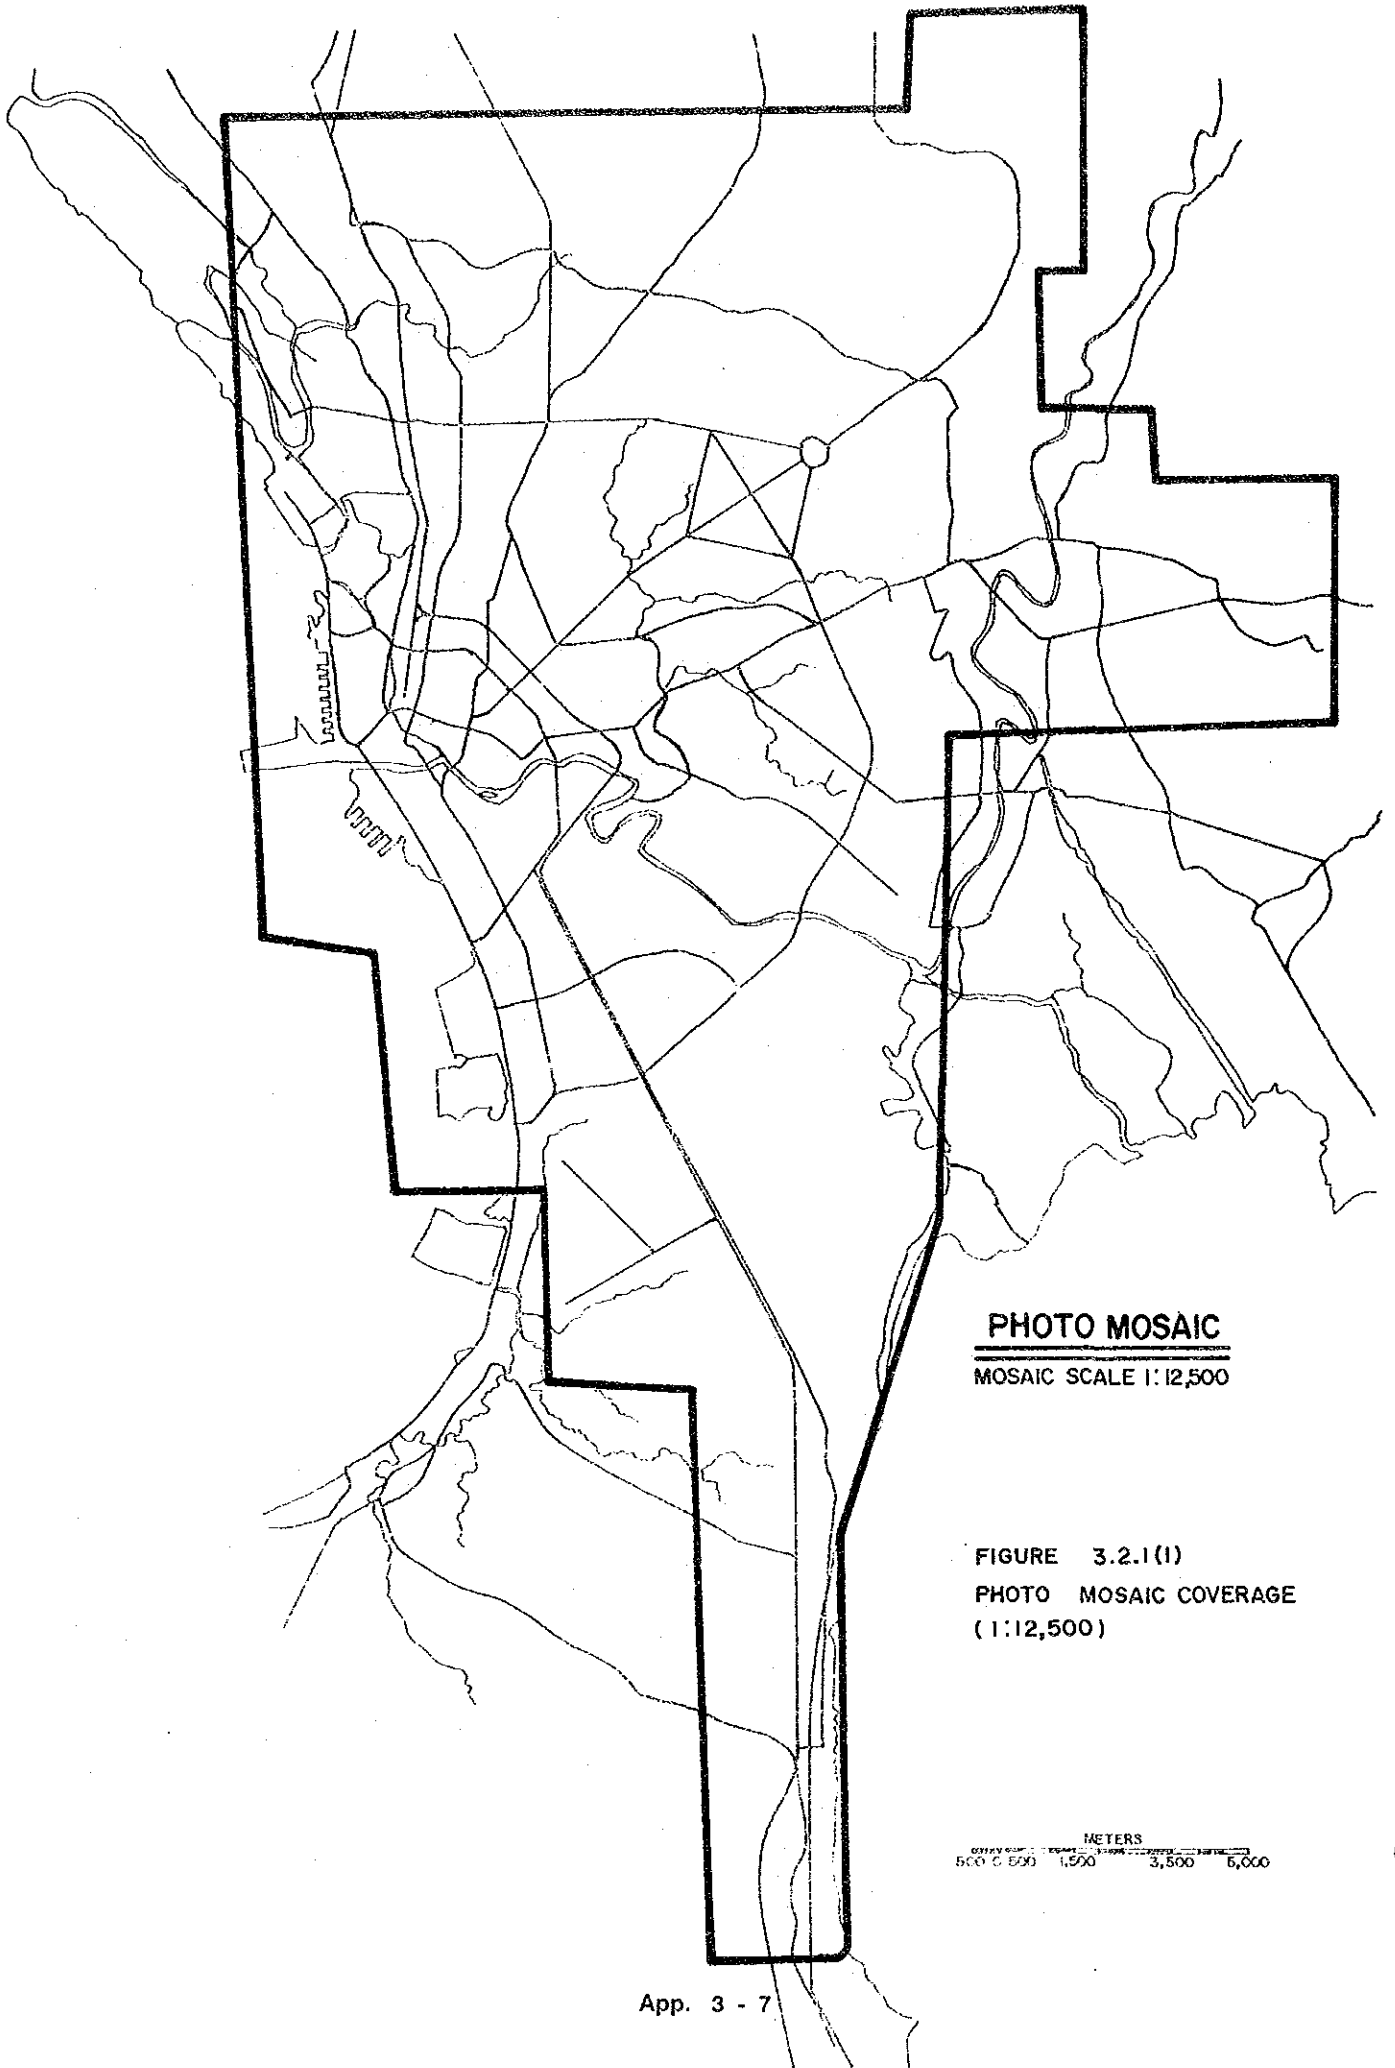 PHOTO MOSAIC
MOSAIC SCALE 1:12,500
FIGURE 3.2.1(1)
PHOTO MOSAIC COVERAGE
(1:12,500)
METERS
500 0 500 1,500 3,500 5,000
App. 3 - 7